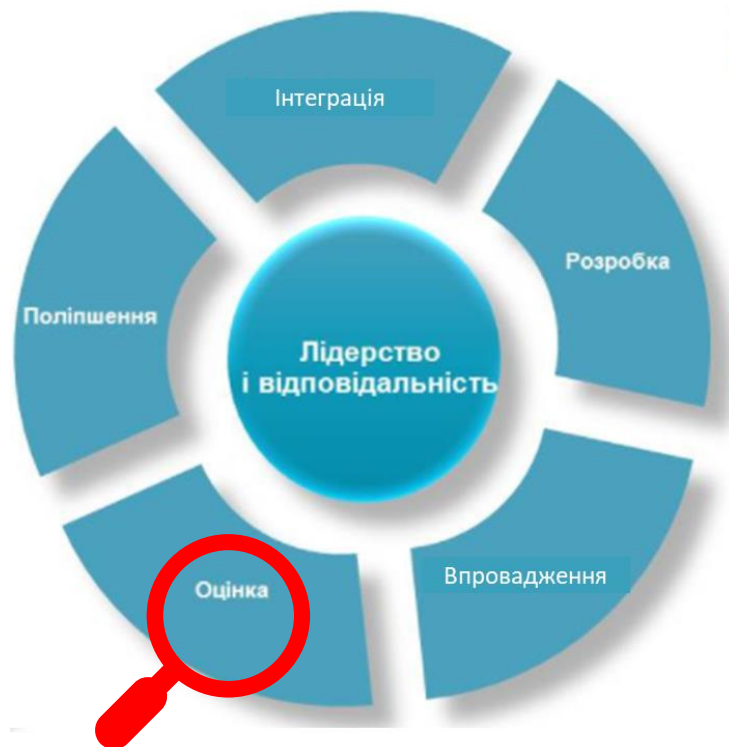 Інтеграція
Розробка
Поліпшення
Лідерство
і відповідальність
Впровадження
Оцінка